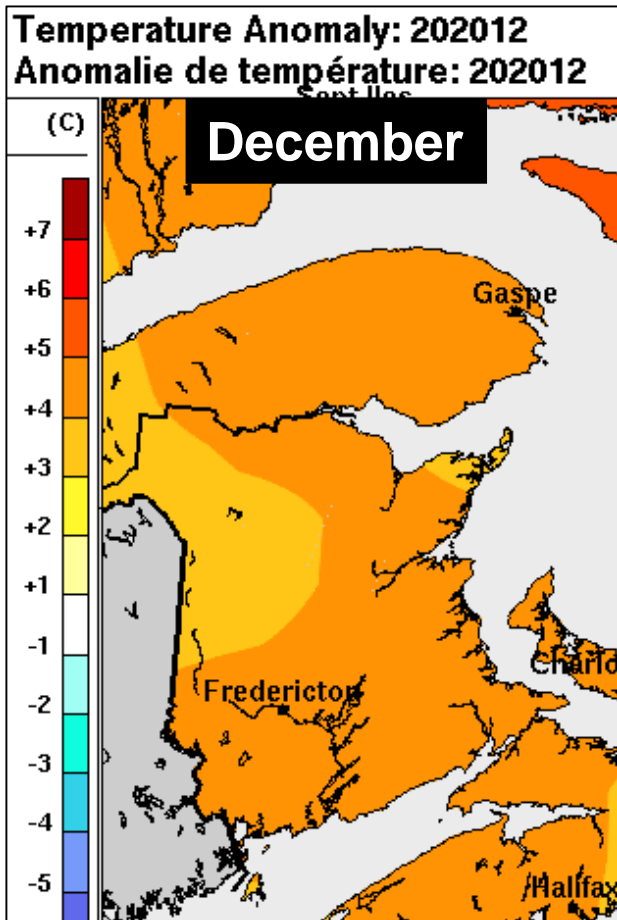 Temperature Anomaly: 202012
Anomalie de température: 202012
(C)
December
+7
+6
+5
+4
+3
+2
+1
-1
-2
-3
-4
-5
Gaspe
Charlo
Fredericton
Halifax